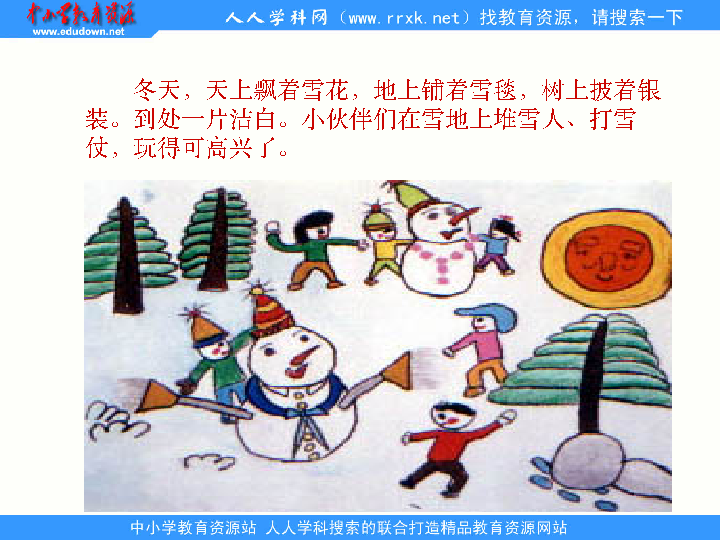 中小学教育资源
www.edudown.net
人人学科网（www.rrxk.net）找教育资源，请搜索一下
冬天，天上飘着雪花，地上铺着雪毯，树上披着银
装。到处一片洁白。小伙伴们在雪地上堆雪人、打雪
仗，玩得可高兴了。
中小学教育资源站 人人学科搜索的联合打造精品教育资源网站